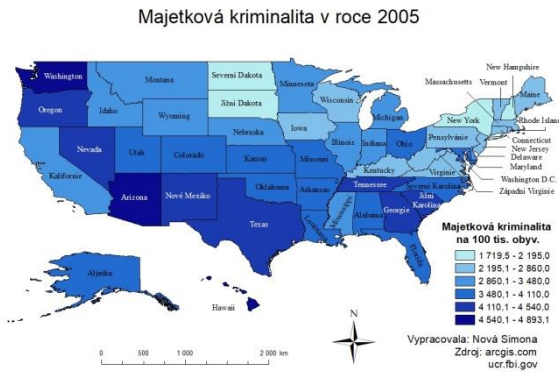 Majetková kriminalita v roce 2005
Washington
Montana
Severní Dakota
Minnesota
Massachusetts
New Hampshire
Vermont
Maine
Oregon
Idaho
Wyoming
Jižní Dakota
Wisconsin
Michigan
New York
Rhode Island
Nebraska
Iowa
Pennsylvánie
Connecticut
New Jersey
Delaware
Maryland
Washington D.C.
Západní Virginie
Nevada
Utah
Colorado
Kansas
Missouri
Illinois
Indiana
Ohio
Kentucky
Virginie
Kalifornie
Arizona
Nové Mexiko
Oklahoma
Arkansas
Tennessee
Severní Karolina
Jižní
Karolina
Texas
Louisiana
Mississippi
Alabama
Georgie
Florida
Aljaška
Hawaii
Majetková kriminalita
na 100 tis. obyv.
1 719,5 - 2 195,0
2 195,1 - 2 860,0
2 860,1 - 3 480,0
3 480,1 - 4 110,0
4 110,1 - 4 540,0
4 540,1 - 4 893,1
Vypracovala: Nová Simona
Zdroj: arcgis.com
ucr.fbi.gov
0 500 1 000 2 000 km